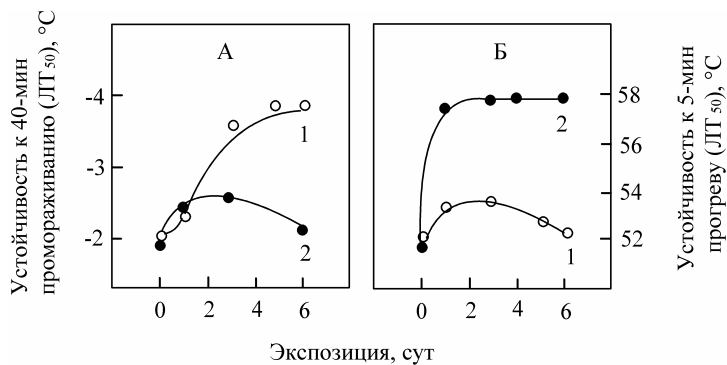 Устойчивость к 40-мин
промораживанию (ЛТ50), °С
А
-4
-3
-2
1
2
0
2
4
6
Б
2
1
0
2
4
6
58
56
54
52
Устойчивость к 5-мин
прогреву (ЛТ50), °С
Экспозиция, сут